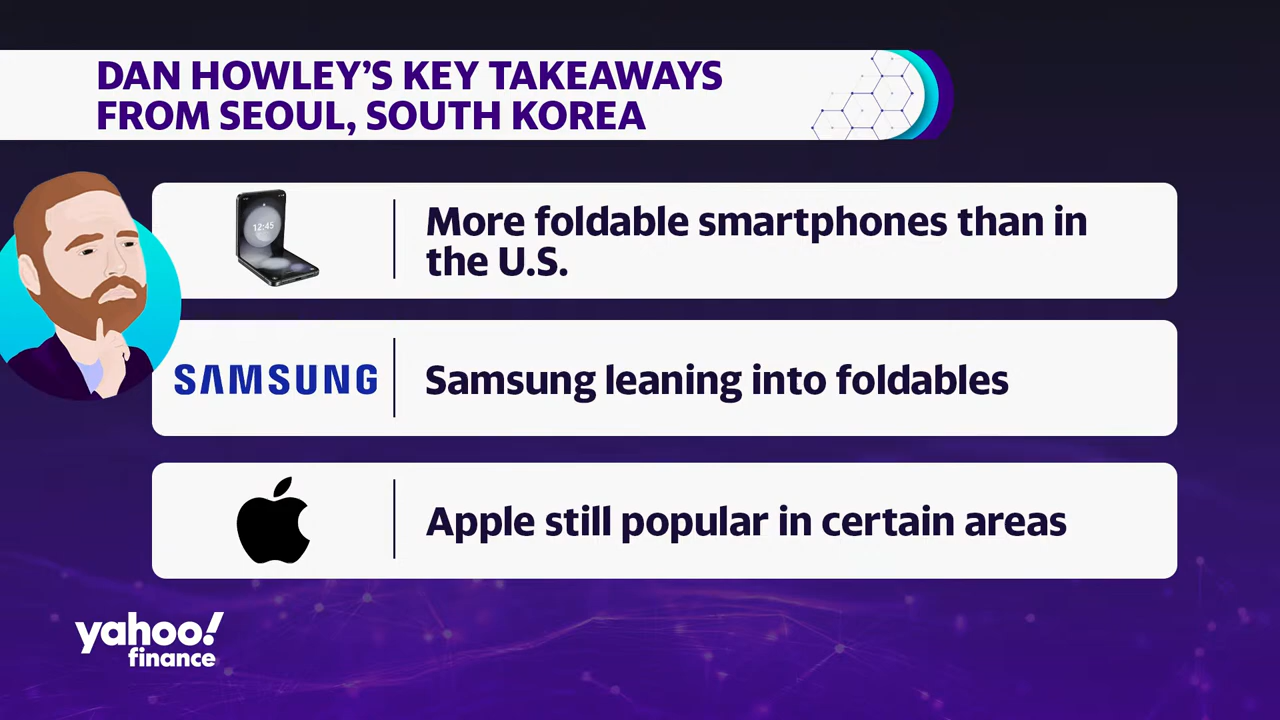 DAN HOWLEY'S KEY TAKEAWAYS
FROM SEOUL, SOUTH KOREA
12:45
More foldable smartphones than in
the U.S.
SAMSUNG
Samsung leaning into foldables
Apple still popular in certain areas
yahoo!
finance